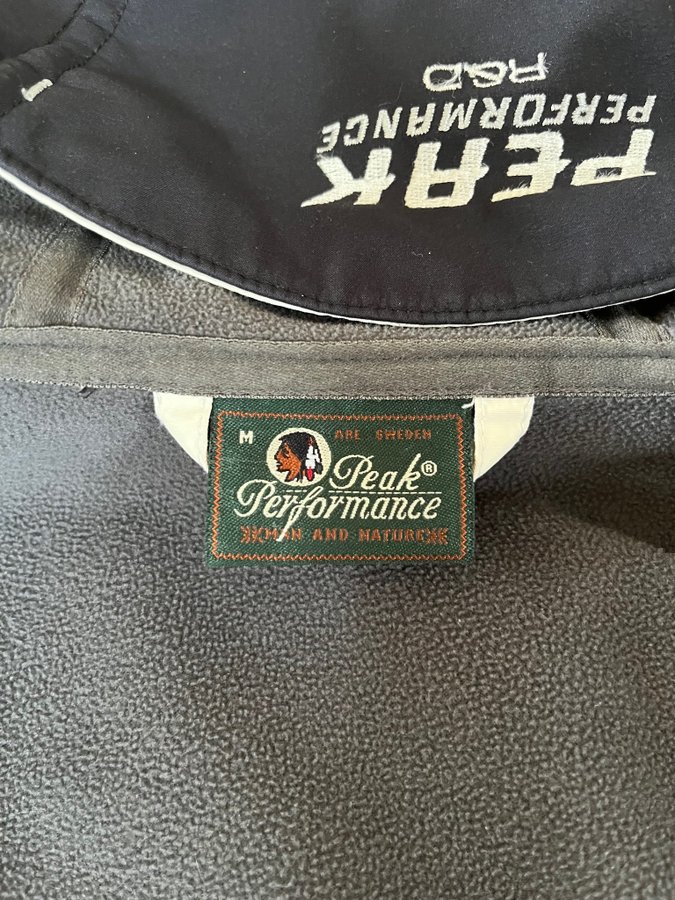 PEAK
PERFORMANCE
R&D
M ARE SWEDEN
Peak®
Performance
MAN AND NATURE